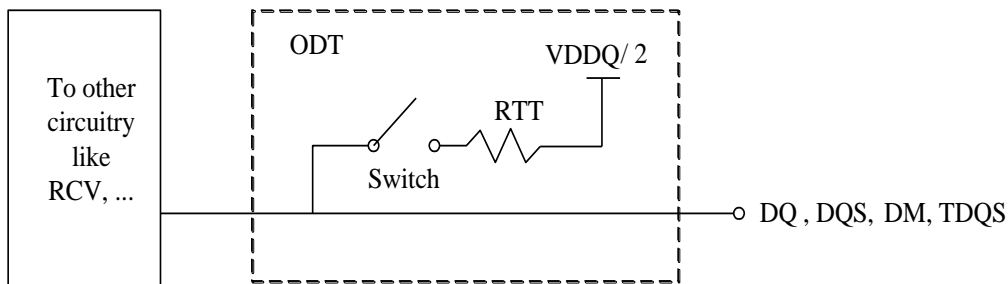 To other
circuitry
like
RCV, ...
ODT
VDDQ/ 2
RTT
Switch
DQ , DQS, DM, TDQS